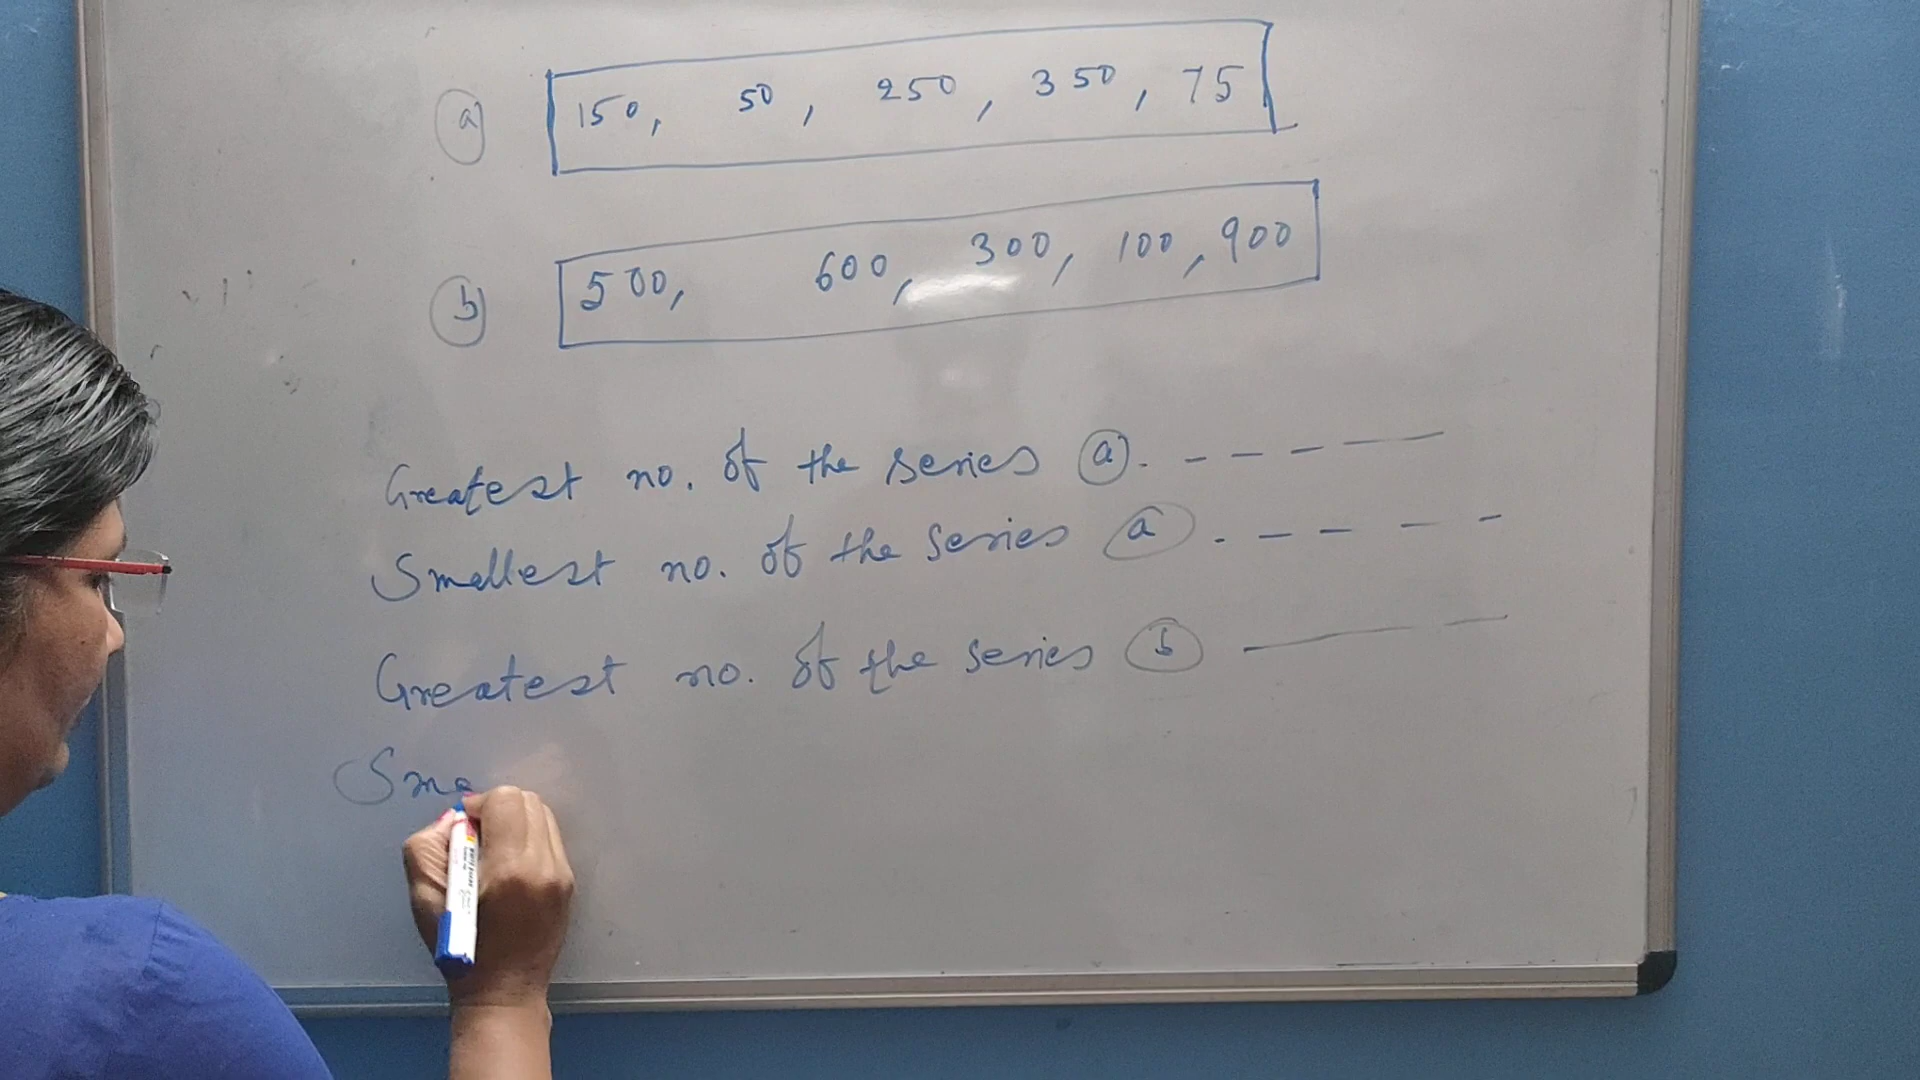 a 150, 50, 250, 350, 75
b 500, 600, 300, 100, 900
Greatest no. of the series a. - - - —
Smallest no. of the series a. - - - - -
Greatest no. of the series b — —
Sma